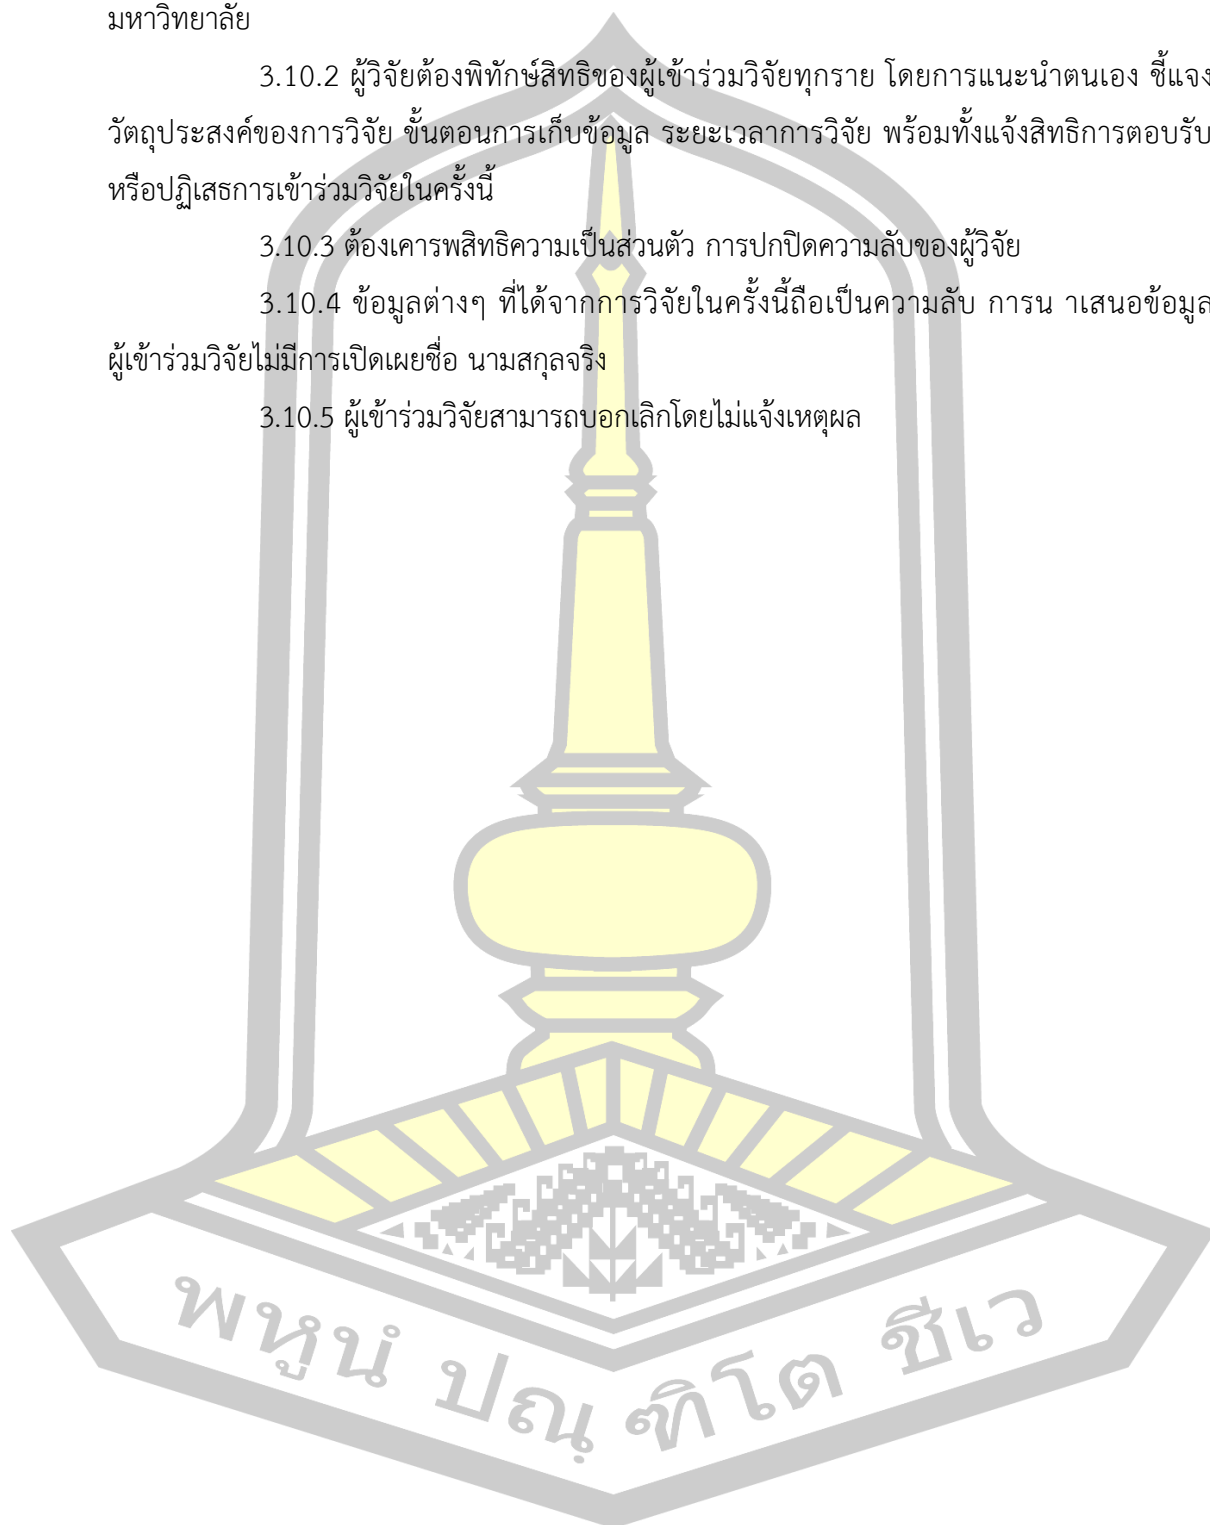 มหาวิทยาลัย
3.10.2 ผู้วิจัยต้องพิทักษ์สิทธิของผู้เข้าร่วมวิจัยทุกราย โดยการแนะนำตนเอง ชี้แจง
วัตถุประสงค์ของการวิจัย ขั้นตอนการเก็บข้อมูล ระยะเวลาการวิจัย พร้อมทั้งแจ้งสิทธิการตอบรับ
หรือปฏิเสธการเข้าร่วมวิจัยในครั้งนี้
3.10.3 ต้องเคารพสิทธิความเป็นส่วนตัว การปกปิดความลับของผู้วิจัย
3.10.4 ข้อมูลต่างๆ ที่ได้จากการวิจัยในครั้งนี้ถือเป็นความลับ การน าเสนอข้อมูล
ผู้เข้าร่วมวิจัยไม่มีการเปิดเผยชื่อ นามสกุลจริง
3.10.5 ผู้เข้าร่วมวิจัยสามารถบอกเลิกโดยไม่แจ้งเหตุผล
พหูนํ ปณฺฑิโต ชีเว